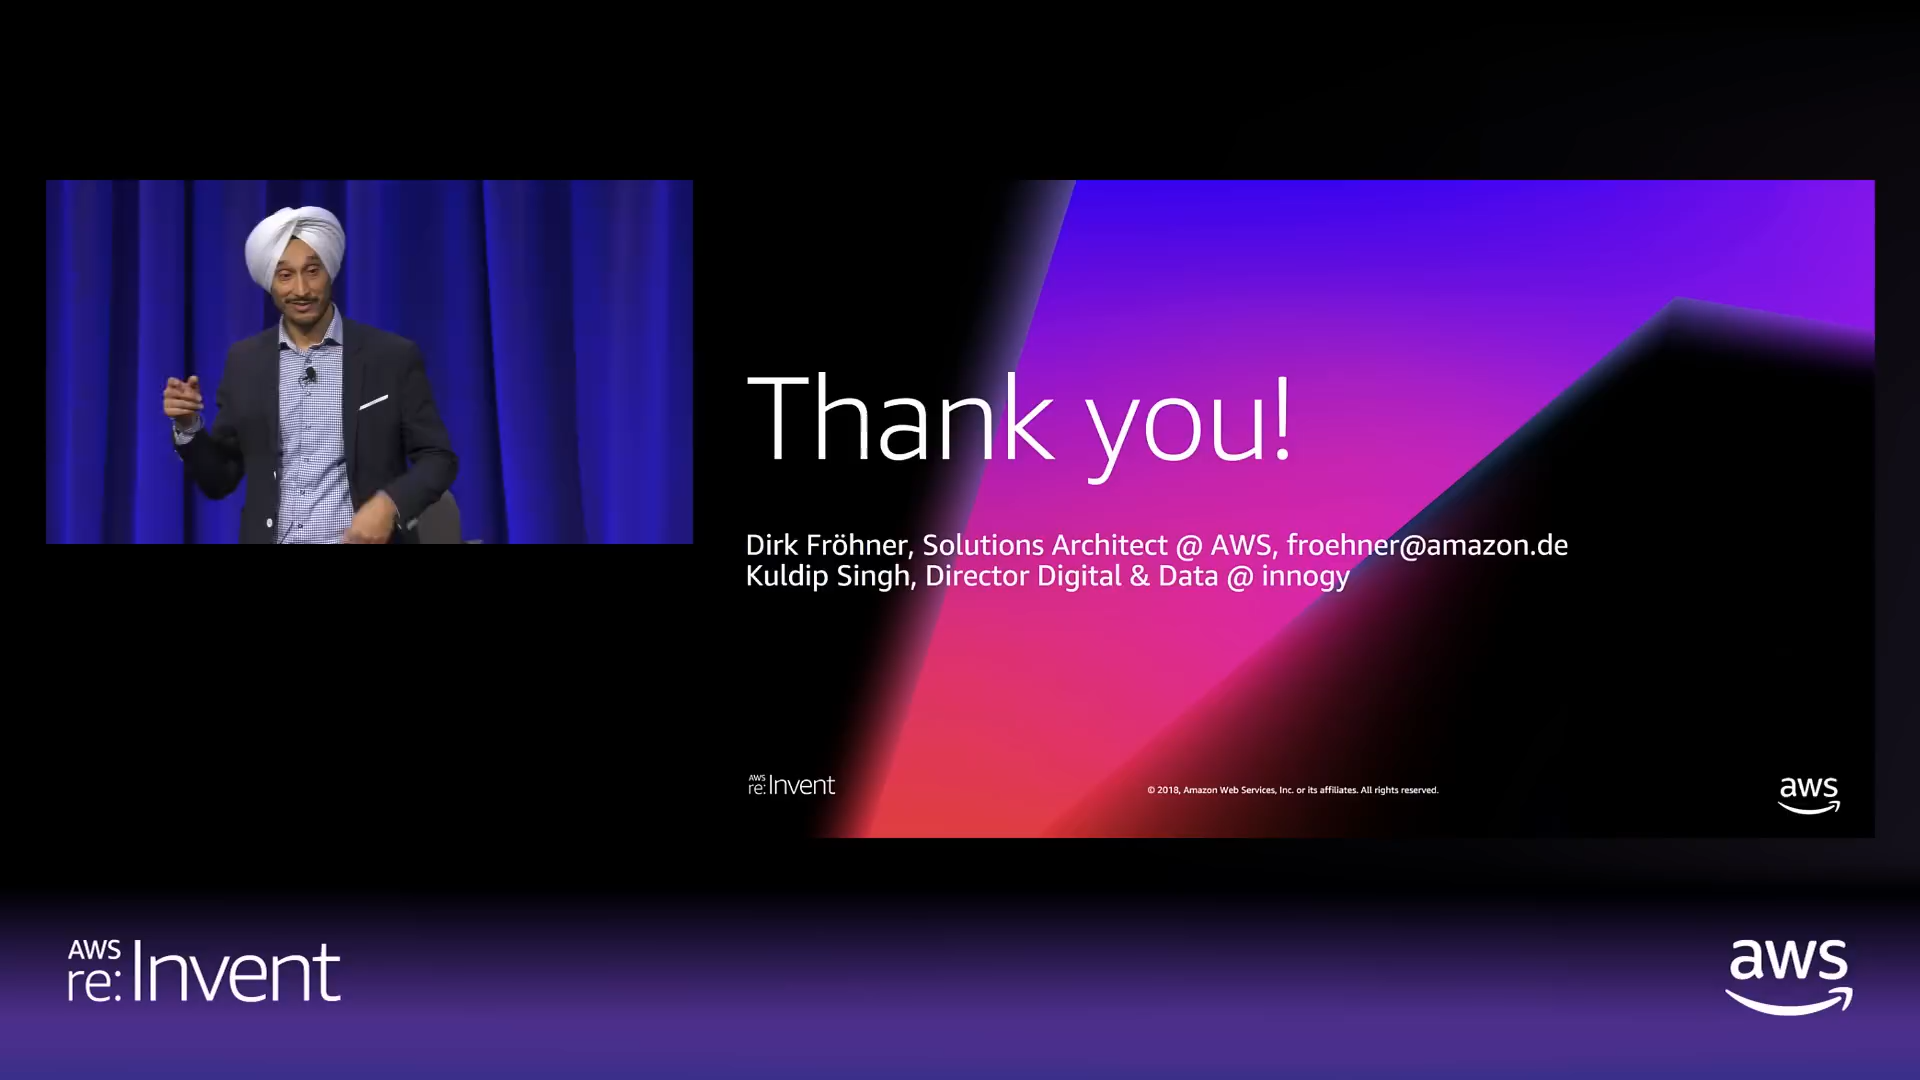 Thank you!
Dirk Fröhner, Solutions Architect @ AWS, froehner@amazon.de
Kuldip Singh, Director Digital & Data @ innogy
AWS
re:Invent
© 2018, Amazon Web Services, Inc. or its affiliates. All rights reserved.
aws
AWS
re:Invent
aws